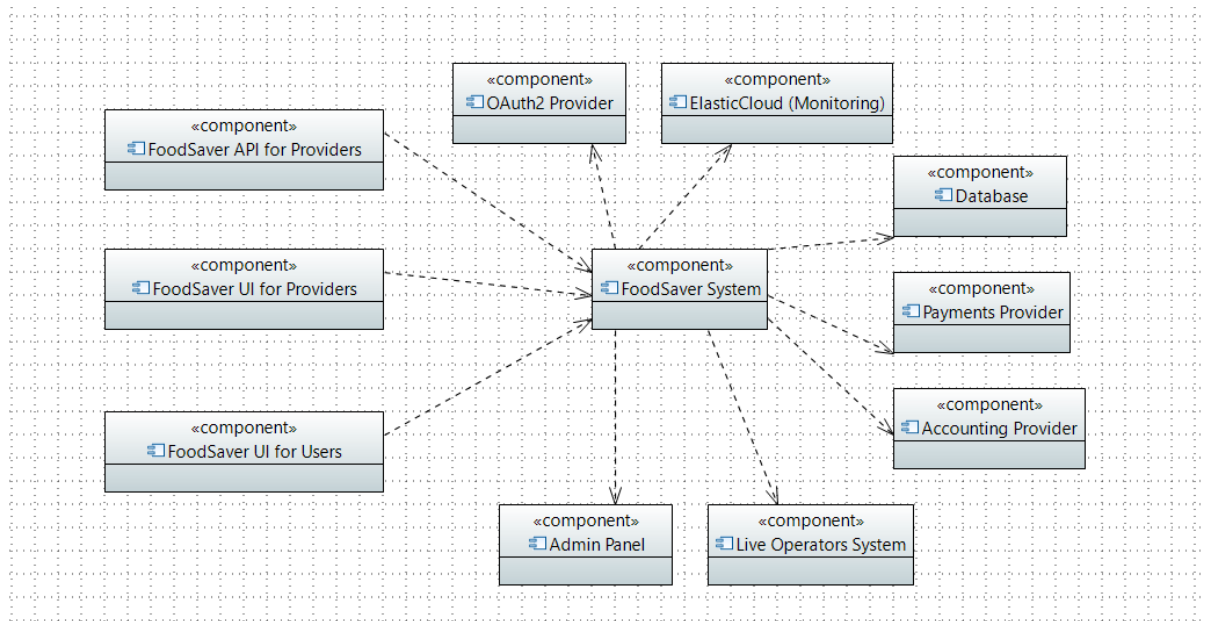 «component»
OAuth2 Provider
«component»
ElasticCloud (Monitoring)
«component»
FoodSaver API for Providers
«component»
Database
«component»
FoodSaver UI for Providers
«component»
FoodSaver System
«component»
Payments Provider
«component»
Accounting Provider
«component»
FoodSaver UI for Users
«component»
Admin Panel
«component»
Live Operators System